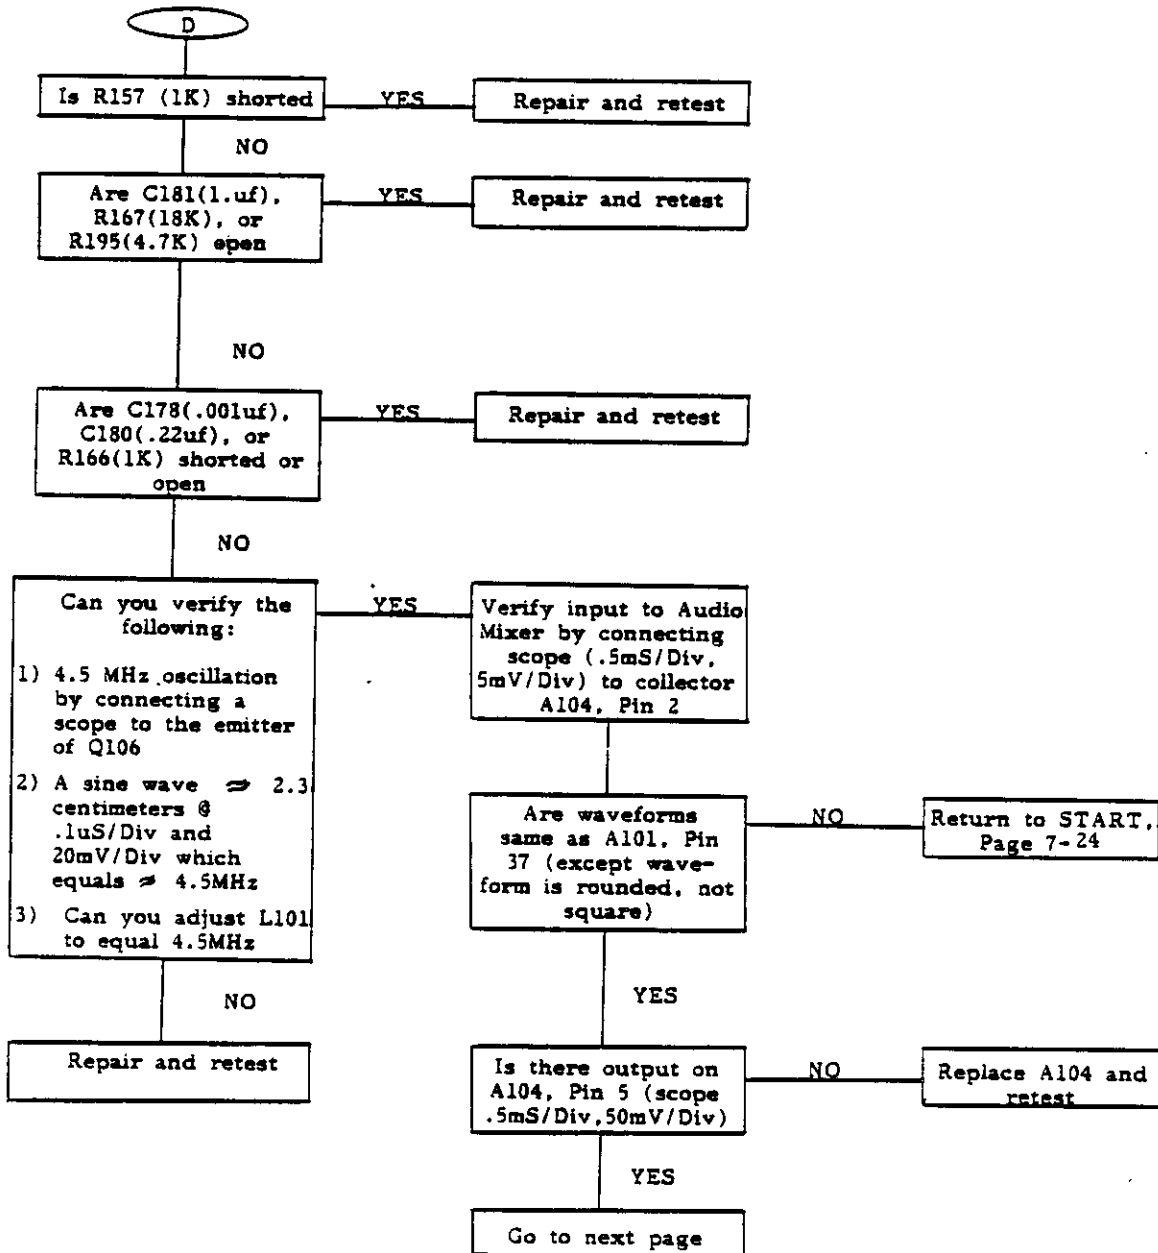 D
Is R157 (1K) shorted
YES
Repair and retest
NO
Are C181(1.uf),
R167(18K), or
R195(4.7K) open
YES
Repair and retest
NO
Are C178(.001uf),
C180(.22uf), or
R166(1K) shorted or
open
YES
Repair and retest
NO
Can you verify the
following:
1) 4.5 MHz oscillation
by connecting a
scope to the emitter
of Q106
2) A sine wave ≈ 2.3
centimeters @
.1uS/Div and
20mV/Div which
equals ≈ 4.5MHz
3) Can you adjust L101
to equal 4.5MHz
NO
Repair and retest
YES
Verify input to Audio
Mixer by connecting
scope (.5mS/Div,
5mV/Div) to collector
A104, Pin 2
Are waveforms
same as A101, Pin
37 (except wave-
form is rounded, not
square)
NO
Return to START,
Page 7-24
YES
Is there output on
A104, Pin 5 (scope
.5mS/Div,50mV/Div)
NO
Replace A104 and
retest
YES
Go to next page